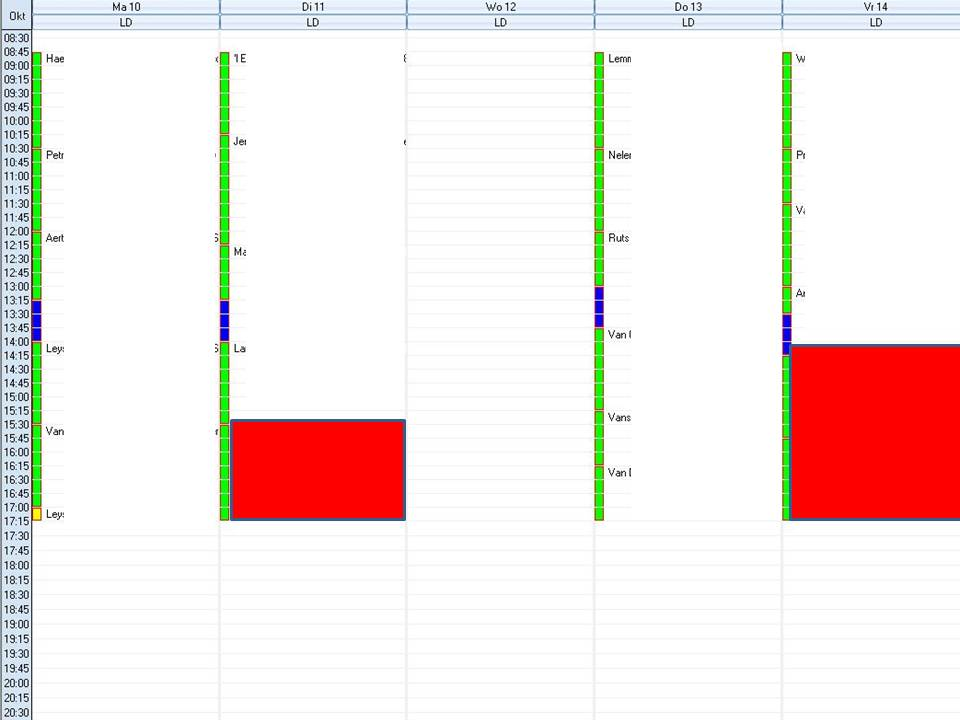 Okt
Ma 10
Di 11
Wo 12
Do 13
Vr 14
LD
LD
LD
LD
LD
08:30
08:45
Hae
'1E
Lemm
W
09:00
09:15
09:30
09:45
10:00
10:15
Jer
10:30
Petr
Neler
Pr
10:45
11:00
11:15
11:30
Va
11:45
12:00
Aert
Ruts
12:15
Ma
12:30
12:45
13:00
Ar
13:15
13:30
13:45
Van
14:00
Leys
La
14:15
14:30
14:45
15:00
15:15
Vans
15:30
Van
15:45
16:00
16:15
Van
16:30
16:45
17:00
Leys
17:15
17:30
17:45
18:00
18:15
18:30
18:45
19:00
19:15
19:30
19:45
20:00
20:15
20:30